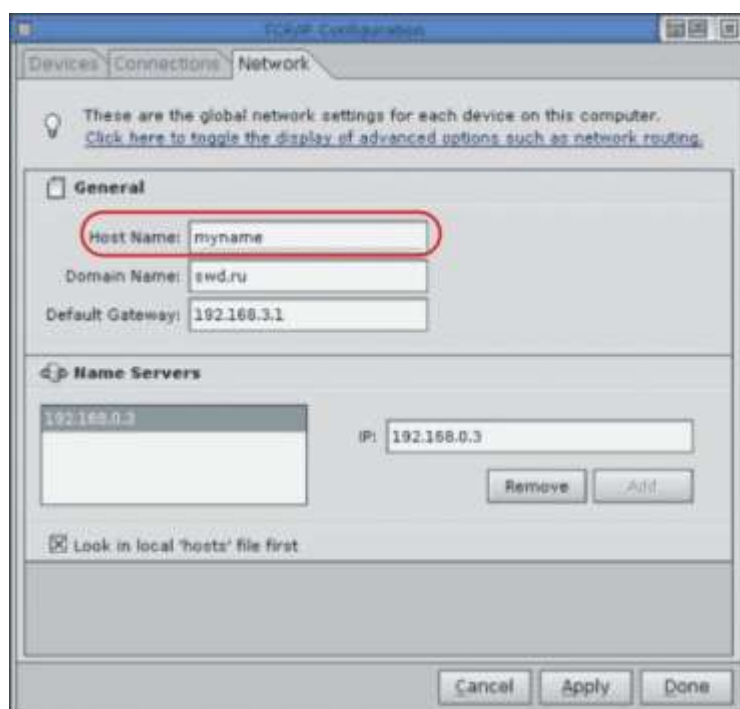 TCP/IP Configuration
Devices Connections Network
These are the global network settings for each device on this computer.
Click here to toggle the display of advanced options such as network routing.
General
Host Name: myname
Domain Name: swd.ru
Default Gateway: 192.168.3.1
Name Servers
192.168.0.3
IP: 192.168.0.3
Remove Add
Look in local 'hosts' file first
Cancel Apply Done